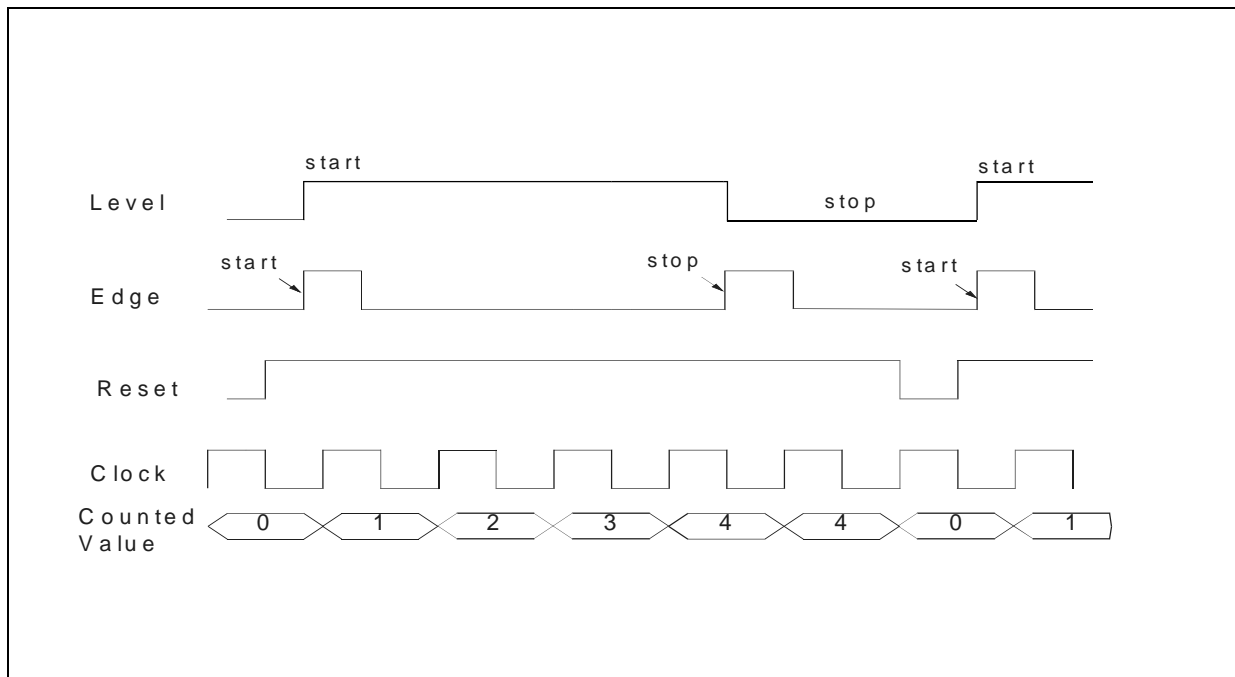 start
start
Level
stop
start
stop
start
Edge
Reset
Clock
Counted
Value
0 1 2 3 4 4 0 1